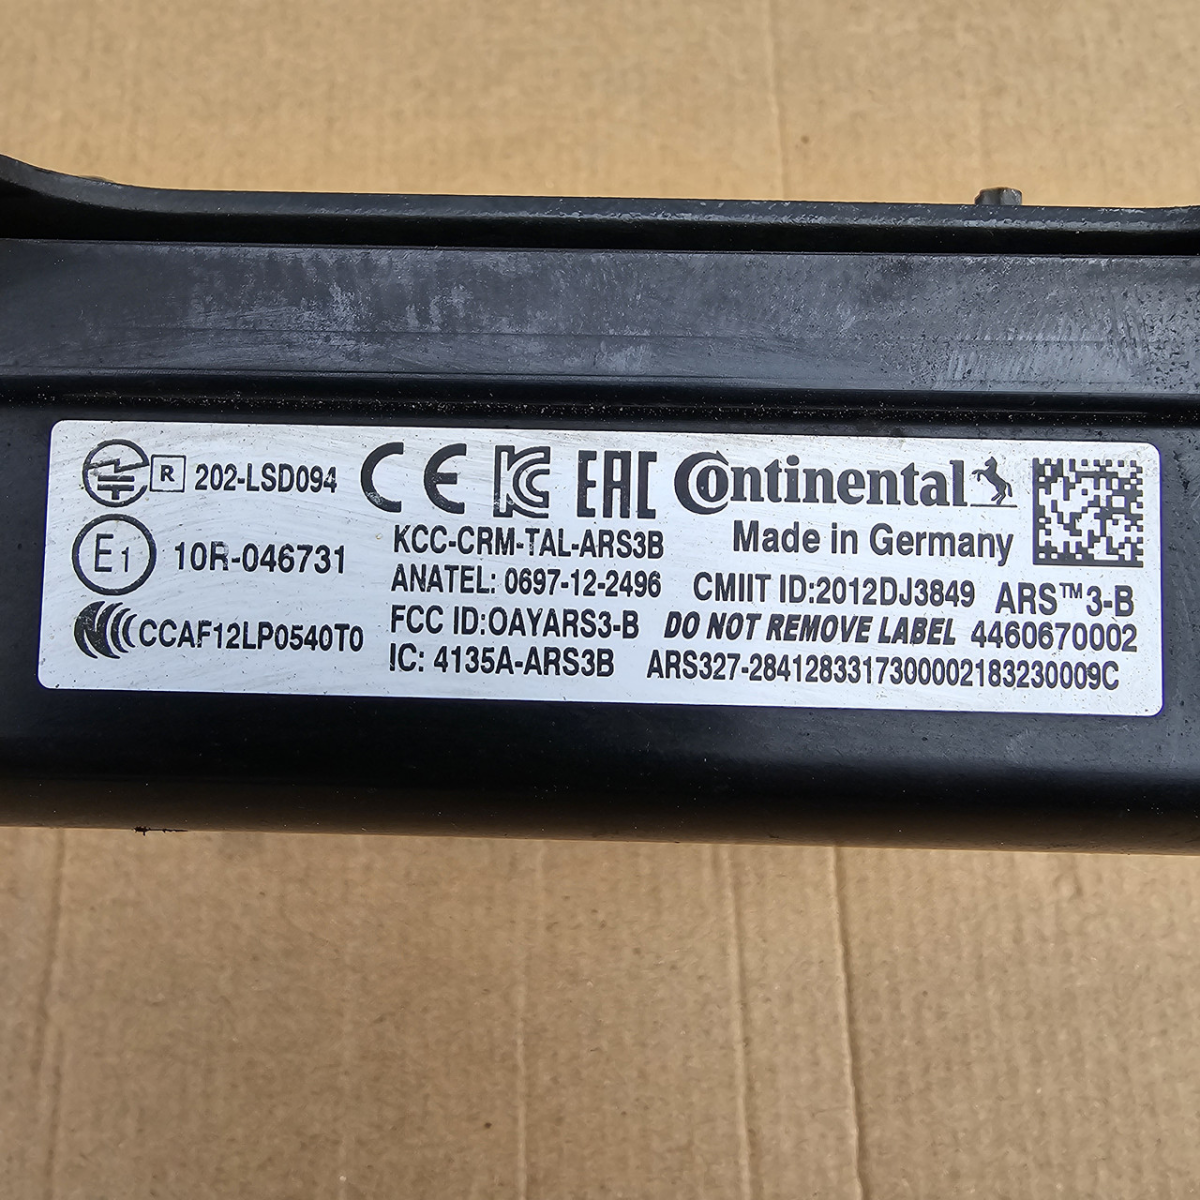 R 202-LSD094
CE KC EAC
Continental
Made in Germany
E1 10R-046731
KCC-CRM-TAL-ARS3B
ANATEL: 0697-12-2496
CMIIT ID:2012DJ3849 ARS™3-B
CCAF12LP0540T0
FCC ID:OAYARS3-B DO NOT REMOVE LABEL 4460670002
IC: 4135A-ARS3B ARS327-2841283317300002183230009C